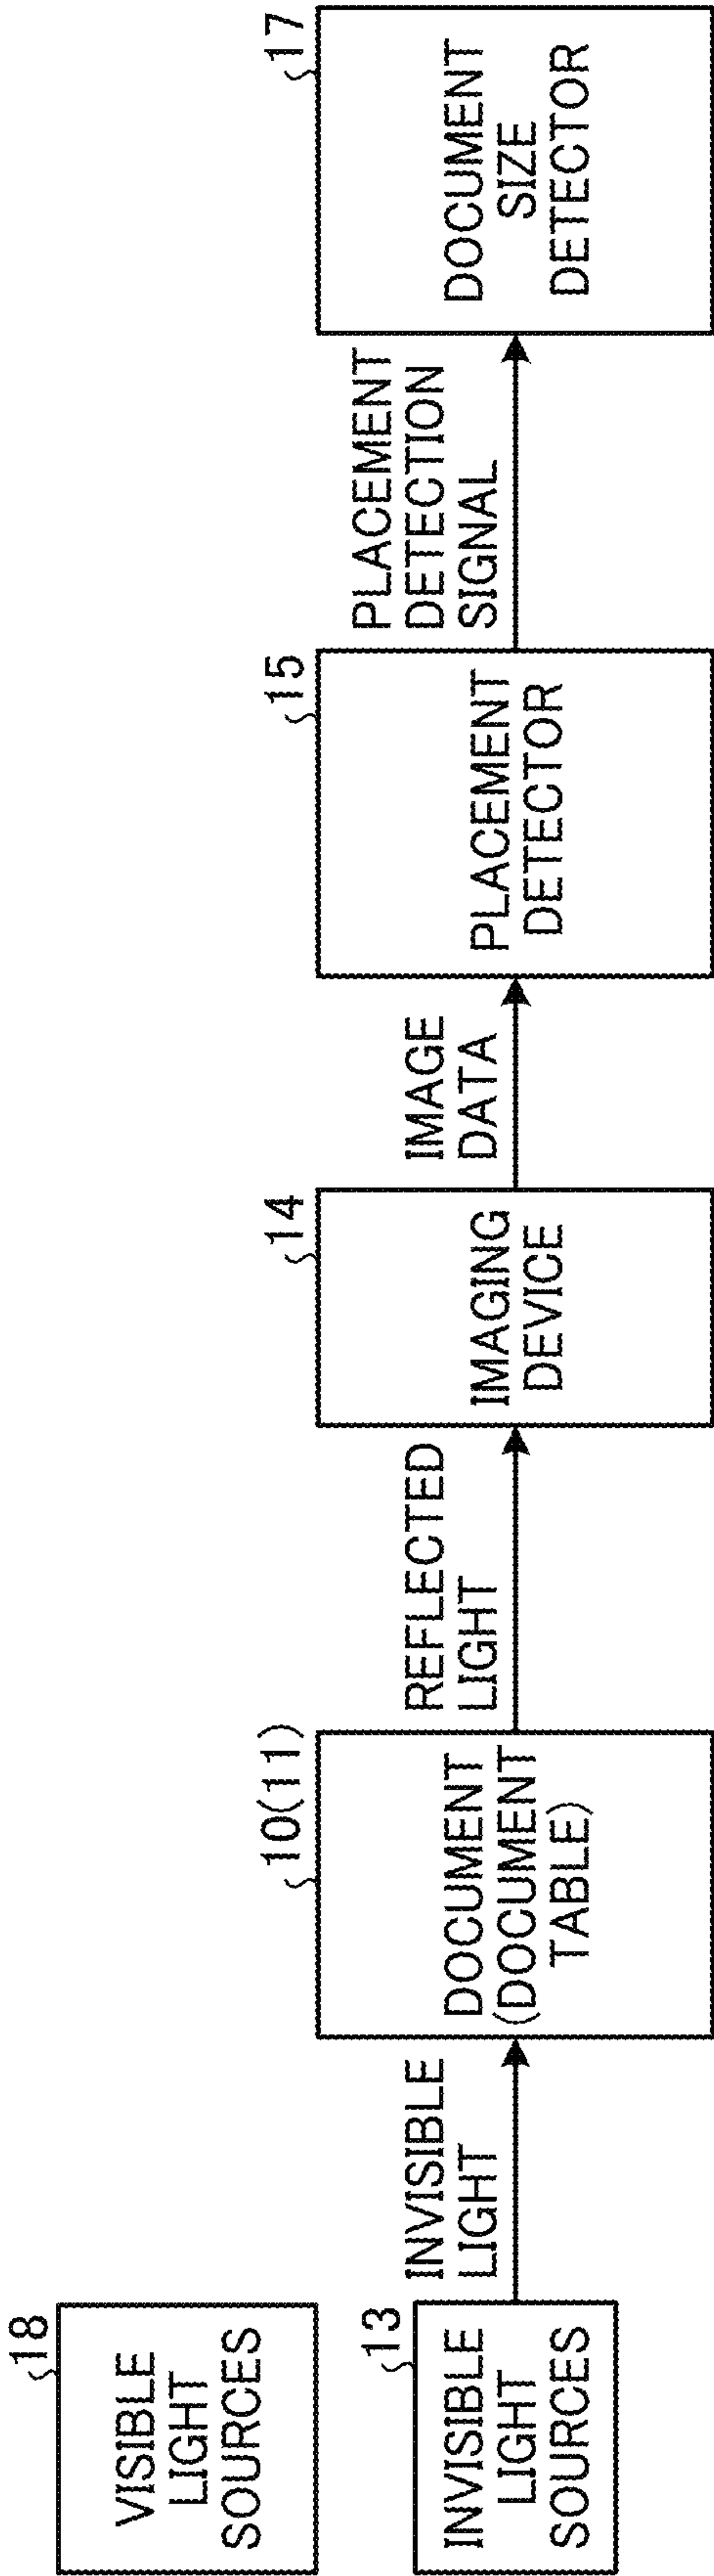 18
VISIBLE
LIGHT
SOURCES
13
INVISIBLE
LIGHT
SOURCES
INVISIBLE
LIGHT
10(11)
DOCUMENT
(DOCUMENT
TABLE)
REFLECTED
LIGHT
14
IMAGING
DEVICE
IMAGE
DATA
15
PLACEMENT
DETECTOR
PLACEMENT
DETECTION
SIGNAL
17
DOCUMENT
SIZE
DETECTOR